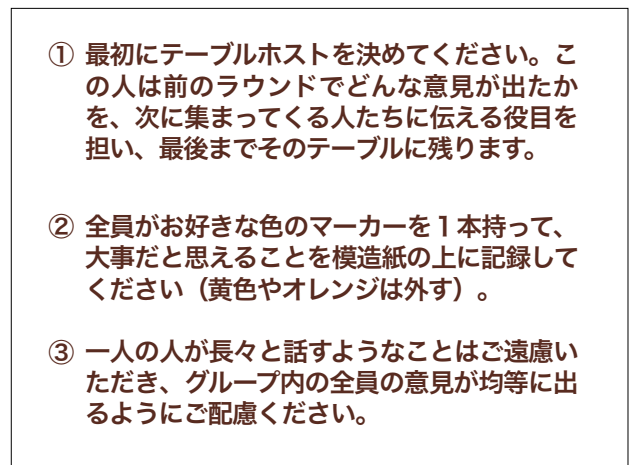 ① 最初にテーブルホストを決めてください。こ
の人は前のラウンドでどんな意見が出たか
を、次に集まってくる人たちに伝える役目を
担い、最後までそのテーブルに残ります。
② 全員がお好きな色のマーカーを１本持って、
大事だと思えることを模造紙の上に記録して
ください（黄色やオレンジは外す）。
③ 一人の人が長々と話すようなことはご遠慮い
ただき、グループ内の全員の意見が均等に出
るようにご配慮ください。